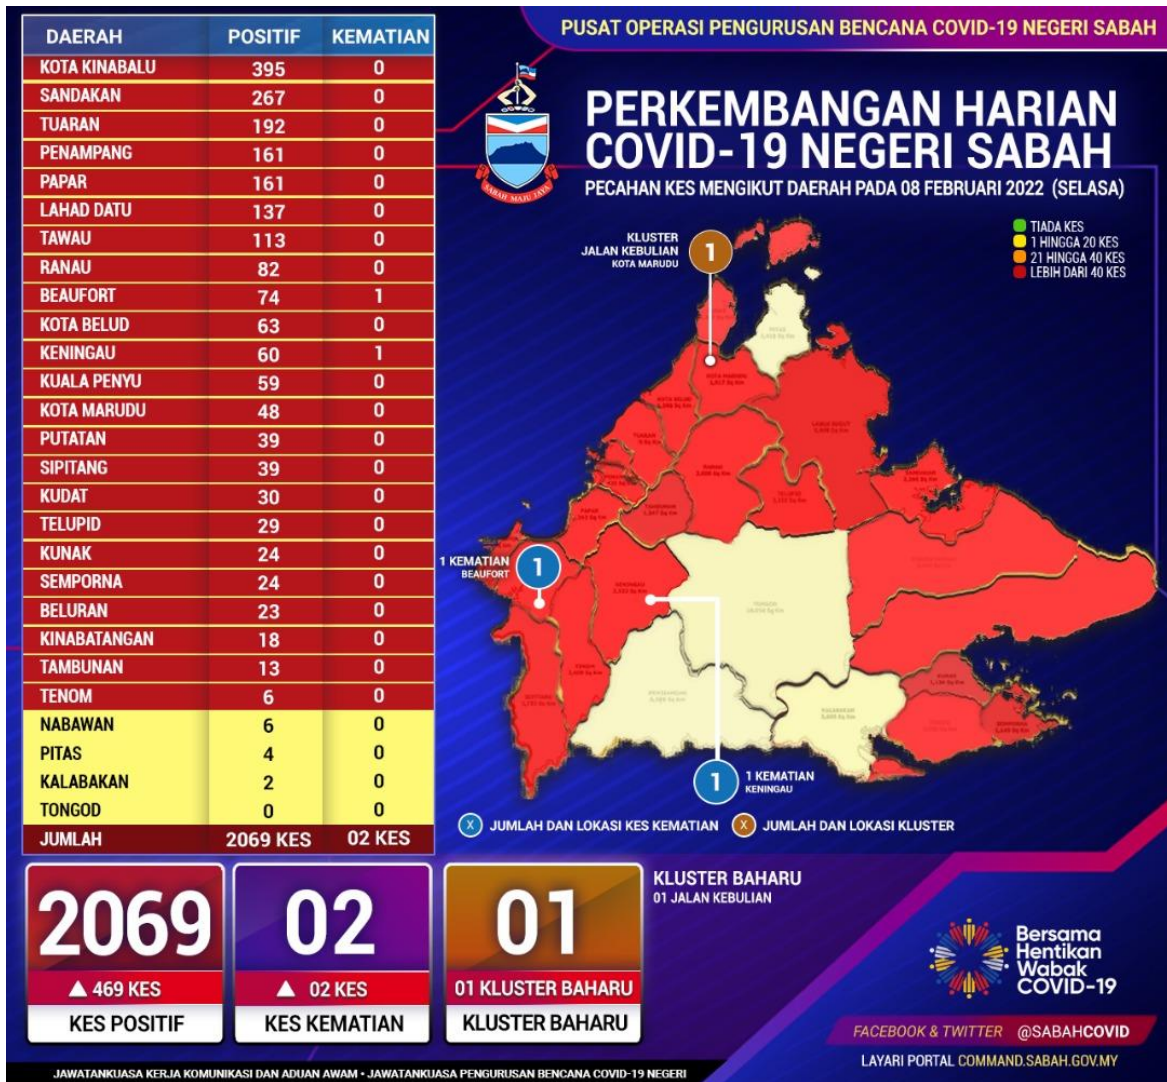 DAERAH POSITIF KEMATIAN
KOTA KINABALU 395 0
SANDAKAN 267 0
TUARAN 192 0
PENAMPANG 161 0
PAPAR 161 0
LAHAD DATU 137 0
TAWAU 113 0
RANAU 82 0
BEAUFORT 74 1
KOTA BELUD 63 0
KENINGAU 60 1
KUALA PENYU 59 0
KOTA MARUDU 48 0
PUTATAN 39 0
SIPITANG 39 0
KUDAT 30 0
TELUPID 29 0
KUNAK 24 0
SEMPORNA 24 0
BELURAN 23 0
KINABATANGAN 18 0
TAMBUNAN 13 0
TENOM 6 0
NABAWAN 6 0
PITAS 4 0
KALABAKAN 2 0
TONGOD 0 0
JUMLAH 2069 KES 02 KES
PUSAT OPERASI PENGURUSAN BENCANA COVID-19 NEGERI SABAH
SABAH MAJU JAYA
PERKEMBANGAN HARIAN
COVID-19 NEGERI SABAH
PECAHAN KES MENGIKUT DAERAH PADA 08 FEBRUARI 2022 (SELASA)
TIADA KES
1 HINGGA 20 KES
21 HINGGA 40 KES
LEBIH DARI 40 KES
KLUSTER
JALAN KEBULIAN
KOTA MARUDU
1
1 KEMATIAN
BEAUFORT
1
1
1 KEMATIAN
KENINGAU
X JUMLAH DAN LOKASI KES KEMATIAN
X JUMLAH DAN LOKASI KLUSTER
2069
▲ 469 KES
KES POSITIF
02
▲ 02 KES
KES KEMATIAN
01
01 KLUSTER BAHARU
KLUSTER BAHARU
KLUSTER BAHARU
01 JALAN KEBULIAN
Bersama
Hentikan
Wabak
COVID-19
FACEBOOK & TWITTER @SABAHCOVID
LAYARI PORTAL COMMAND.SABAH.GOV.MY
JAWATANKUASA KERJA KOMUNIKASI DAN ADUAN AWAM • JAWATANKUASA PENGURUSAN BENCANA COVID-19 NEGERI